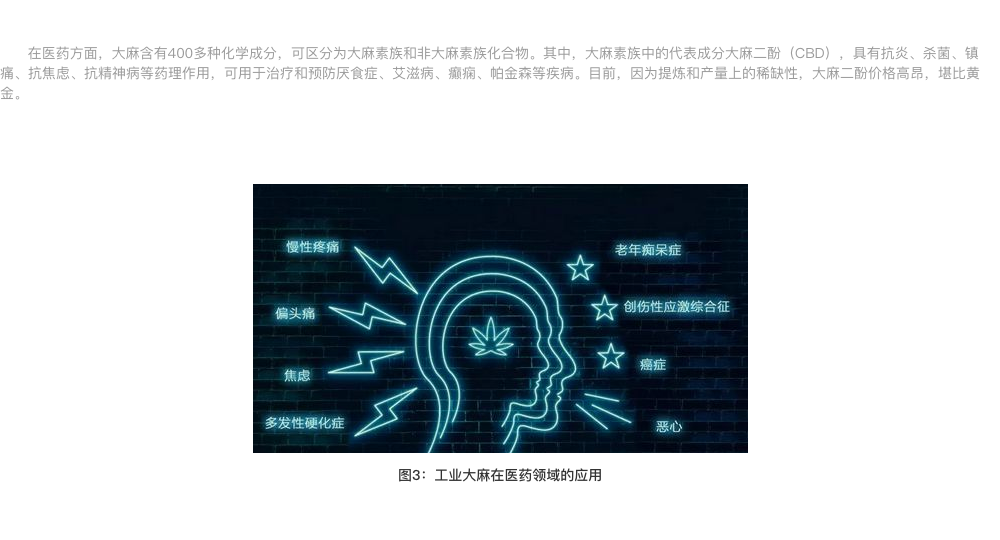 在医药方面，大麻含有400多种化学成分，可区分为大麻素族和非大麻素族化合物。其中，大麻素族中的代表成分大麻二酚（CBD），具有抗炎、杀菌、镇
痛、抗焦虑、抗精神病等药理作用，可用于治疗和预防厌食症、艾滋病、癫痫、帕金森等疾病。目前，因为提炼和产量上的稀缺性，大麻二酚价格高昂，堪比黄
金。
慢性疼痛
偏头痛
焦虑
多发性硬化症
老年痴呆症
创伤性应激综合征
癌症
恶心
图3：工业大麻在医药领域的应用